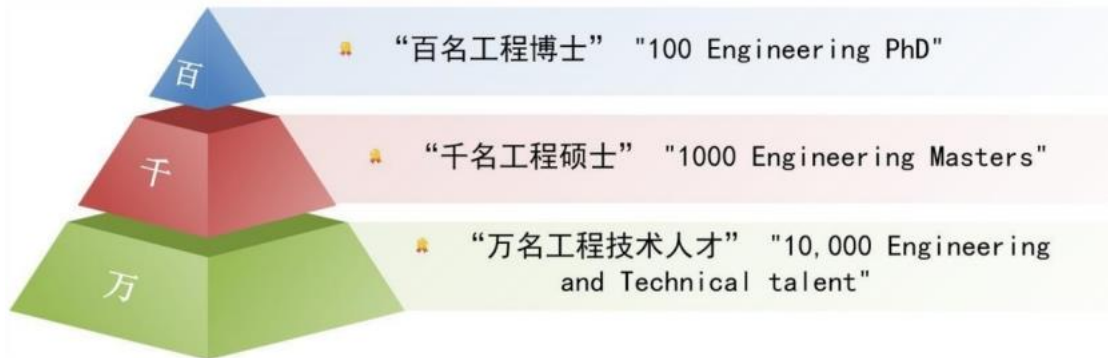 百
“百名工程博士” "100 Engineering PhD"
千
“千名工程硕士” "1000 Engineering Masters"
万
“万名工程技术人才” "10,000 Engineering
and Technical talent"